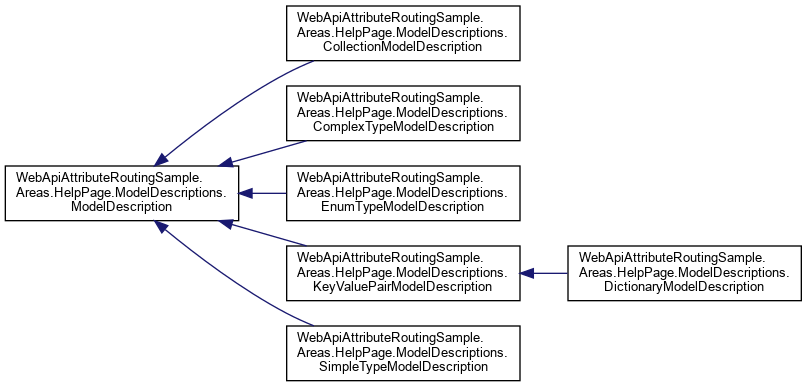 WebApiAttributeRoutingSample.
Areas.HelpPage.ModelDescriptions.
CollectionModelDescription
WebApiAttributeRoutingSample.
Areas.HelpPage.ModelDescriptions.
ComplexTypeModelDescription
WebApiAttributeRoutingSample.
Areas.HelpPage.ModelDescriptions.
ModelDescription
WebApiAttributeRoutingSample.
Areas.HelpPage.ModelDescriptions.
EnumTypeModelDescription
WebApiAttributeRoutingSample.
Areas.HelpPage.ModelDescriptions.
KeyValuePairModelDescription
WebApiAttributeRoutingSample.
Areas.HelpPage.ModelDescriptions.
DictionaryModelDescription
WebApiAttributeRoutingSample.
Areas.HelpPage.ModelDescriptions.
SimpleTypeModelDescription